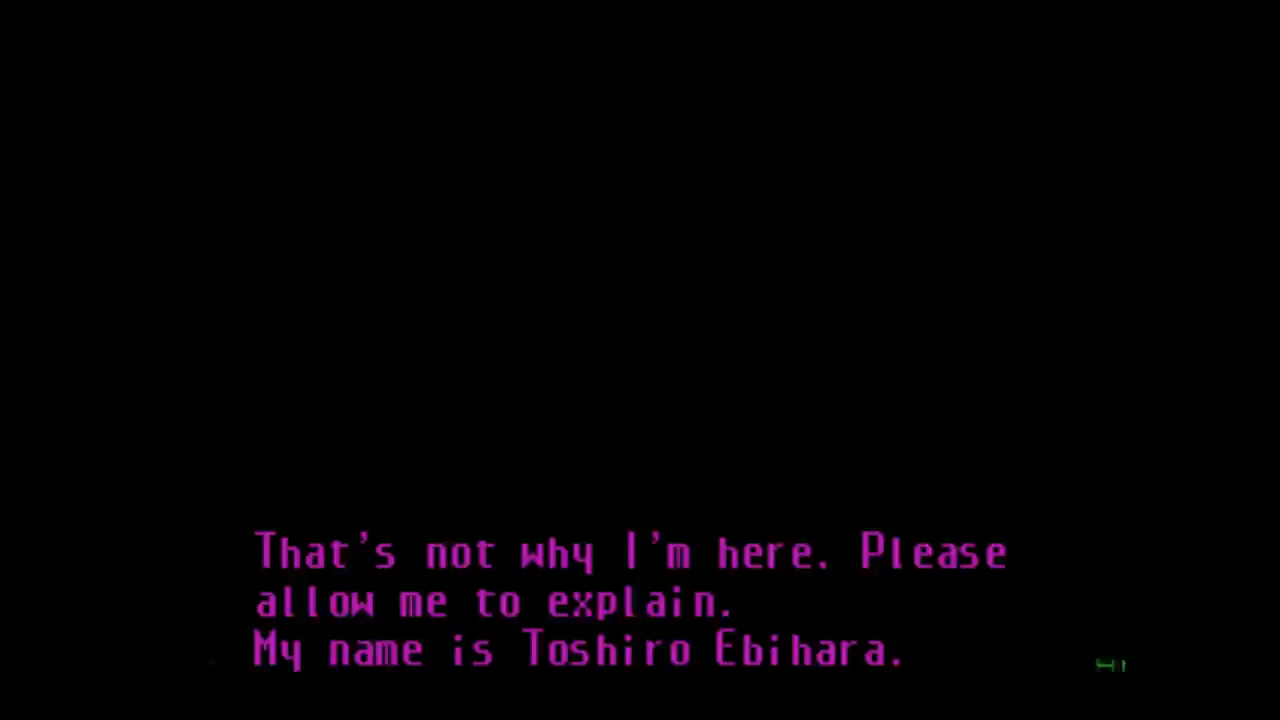 That's not why I'm here. Please
allow me to explain.
My name is Toshiro Ebihara.